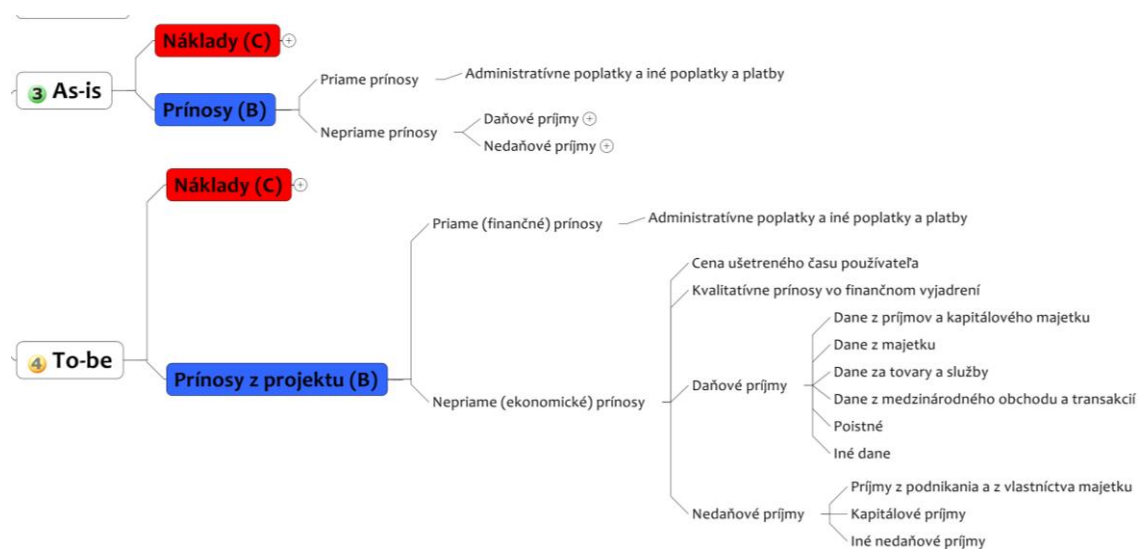 Náklady (C)
3 As-is
Priame prínosy
Administratívne poplatky a iné poplatky a platby
Prínosy (B)
Nepriame prínosy
Daňové príjmy
Nedaňové príjmy
Náklady (C)
Priame (finančné) prínosy
Administratívne poplatky a iné poplatky a platby
Cena ušetreného času používateľa
Kvalitatívne prínosy vo finančnom vyjadrení
4 To-be
Prínosy z projektu (B)
Nepriame (ekonomické) prínosy
Daňové príjmy
Dane z príjmov a kapitálového majetku
Dane z majetku
Dane za tovary a služby
Dane z medzinárodného obchodu a transakcií
Poistné
Iné dane
Nedaňové príjmy
Príjmy z podnikania a z vlastníctva majetku
Kapitálové príjmy
Iné nedaňové príjmy